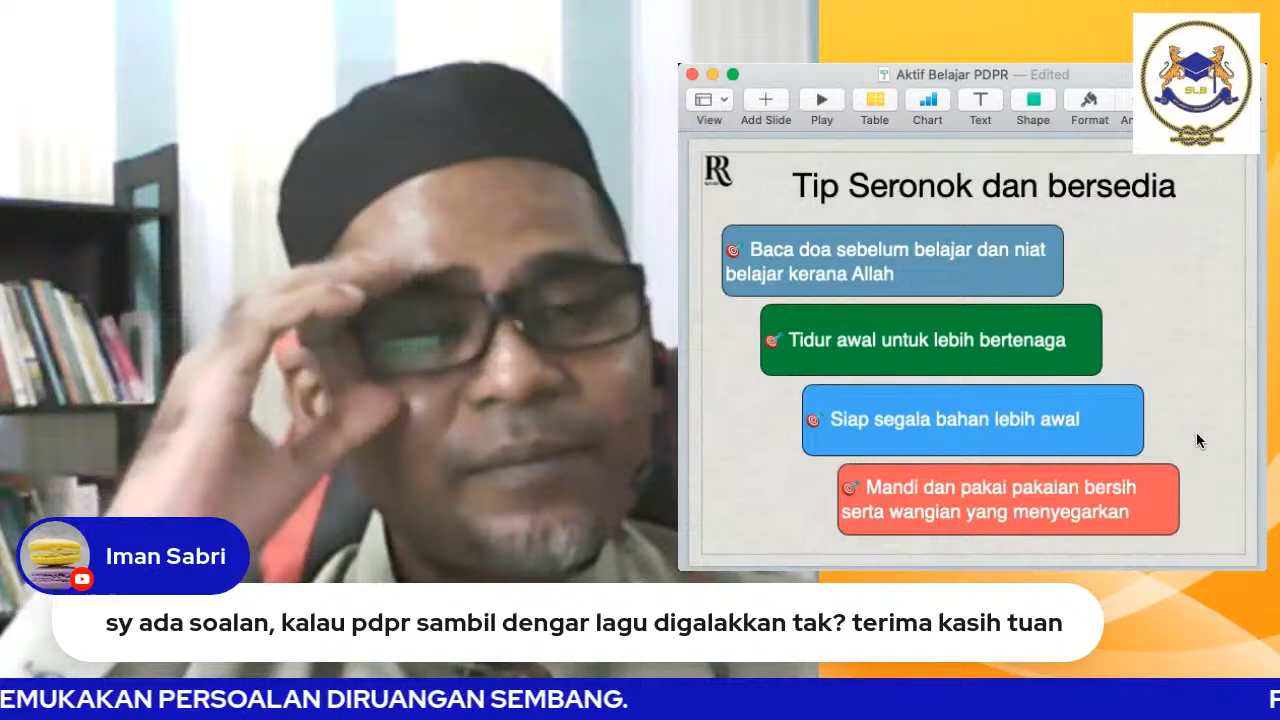 Aktif Belajar PDPR — Edited
View
Add Slide
Play
Table
Chart
Text
Shape
Format
SLB
RR
Tip Seronok dan bersedia
Baca doa sebelum belajar dan niat
belajar kerana Allah
Tidur awal untuk lebih bertenaga
Siap segala bahan lebih awal
Mandi dan pakai pakaian bersih
serta wangian yang menyegarkan
Iman Sabri
sy ada soalan, kalau pdpr sambil dengar lagu digalakkan tak? terima kasih tuan
EMUKAKAN PERSOALAN DIRUANGAN SEMBANG.